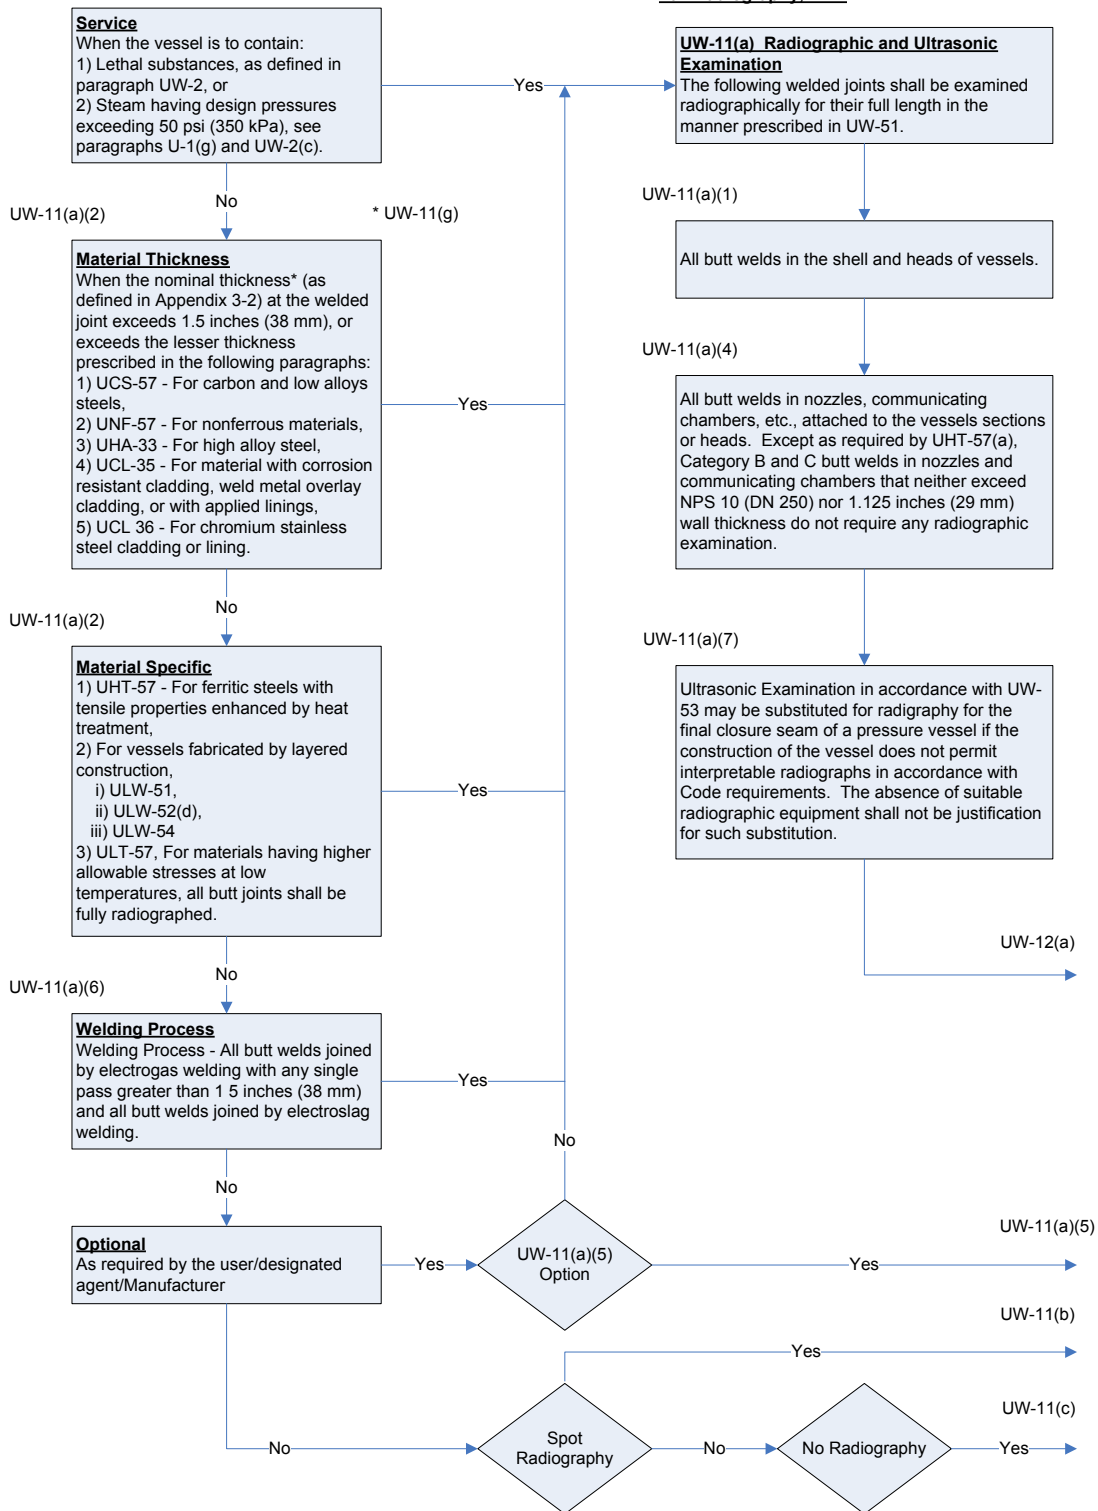 Service
When the vessel is to contain:
1) Lethal substances, as defined in
paragraph UW-2, or
2) Steam having design pressures
exceeding 50 psi (350 kPa), see
paragraphs U-1(g) and UW-2(c).
Yes
UW-11(a) Radiographic and Ultrasonic
Examination
The following welded joints shall be examined
radiographically for their full length in the
manner prescribed in UW-51.
No
UW-11(a)(2)
* UW-11(g)
UW-11(a)(1)
Material Thickness
When the nominal thickness* (as
defined in Appendix 3-2) at the welded
joint exceeds 1.5 inches (38 mm), or
exceeds the lesser thickness
prescribed in the following paragraphs:
1) UCS-57 - For carbon and low alloys
steels,
2) UNF-57 - For nonferrous materials,
3) UHA-33 - For high alloy steel,
4) UCL-35 - For material with corrosion
resistant cladding, weld metal overlay
cladding, or with applied linings,
5) UCL 36 - For chromium stainless
steel cladding or lining.
Yes
All butt welds in the shell and heads of vessels.
UW-11(a)(4)
All butt welds in nozzles, communicating
chambers, etc., attached to the vessels sections
or heads. Except as required by UHT-57(a),
Category B and C butt welds in nozzles and
communicating chambers that neither exceed
NPS 10 (DN 250) nor 1.125 inches (29 mm)
wall thickness do not require any radiographic
examination.
No
UW-11(a)(2)
UW-11(a)(7)
Material Specific
1) UHT-57 - For ferritic steels with
tensile properties enhanced by heat
treatment,
2) For vessels fabricated by layered
construction,
i) ULW-51,
ii) ULW-52(d),
iii) ULW-54
3) ULT-57, For materials having higher
allowable stresses at low
temperatures, all butt joints shall be
fully radiographed.
Yes
Ultrasonic Examination in accordance with UW-
53 may be substituted for radigraphy for the
final closure seam of a pressure vessel if the
construction of the vessel does not permit
interpretable radiographs in accordance with
Code requirements. The absence of suitable
radiographic equipment shall not be justification
for such substitution.
UW-12(a)
No
UW-11(a)(6)
Welding Process
Welding Process - All butt welds joined
by electrogas welding with any single
pass greater than 1 5 inches (38 mm)
and all butt welds joined by electroslag
welding.
Yes
No
No
Optional
As required by the user/designated
agent/Manufacturer
Yes
UW-11(a)(5)
Option
Yes
UW-11(a)(5)
UW-11(b)
Yes
No
Spot
Radiography
No
No Radiography
Yes
UW-11(c)